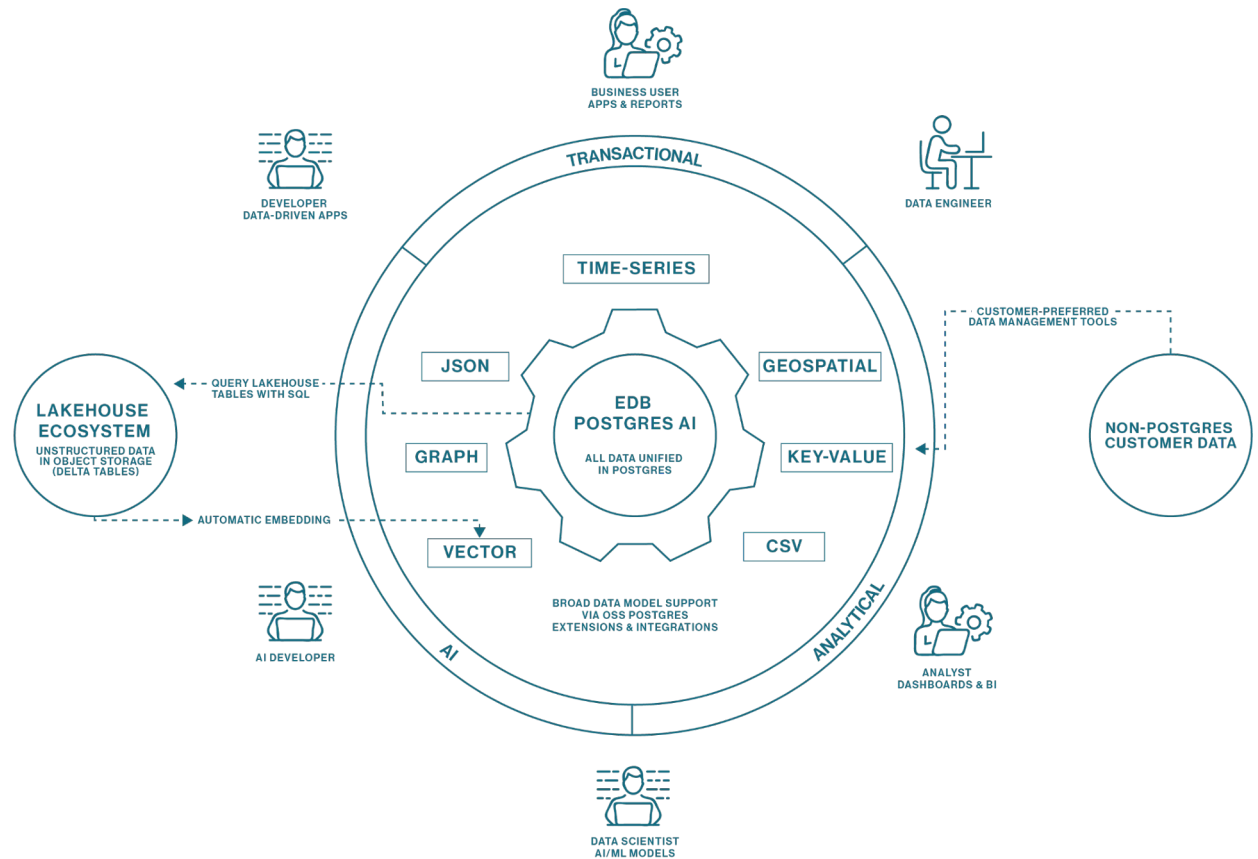 BUSINESS USER
APPS & REPORTS
TRANSACTIONAL
DEVELOPER
DATA-DRIVEN APPS
DATA ENGINEER
TIME-SERIES
CUSTOMER-PREFERRED
DATA MANAGEMENT TOOLS
JSON
GEOSPATIAL
QUERY LAKEHOUSE
TABLES WITH SQL
LAKEHOUSE
ECOSYSTEM
UNSTRUCTURED DATA
IN OBJECT STORAGE
(DELTA TABLES)
EDB
POSTGRES AI
ALL DATA UNIFIED
IN POSTGRES
NON-POSTGRES
CUSTOMER DATA
GRAPH
KEY-VALUE
AUTOMATIC EMBEDDING
VECTOR
CSV
BROAD DATA MODEL SUPPORT
VIA OSS POSTGRES
EXTENSIONS & INTEGRATIONS
AI
ANALYTICAL
AI DEVELOPER
ANALYST
DASHBOARDS & BI
DATA SCIENTIST
AI/ML MODELS